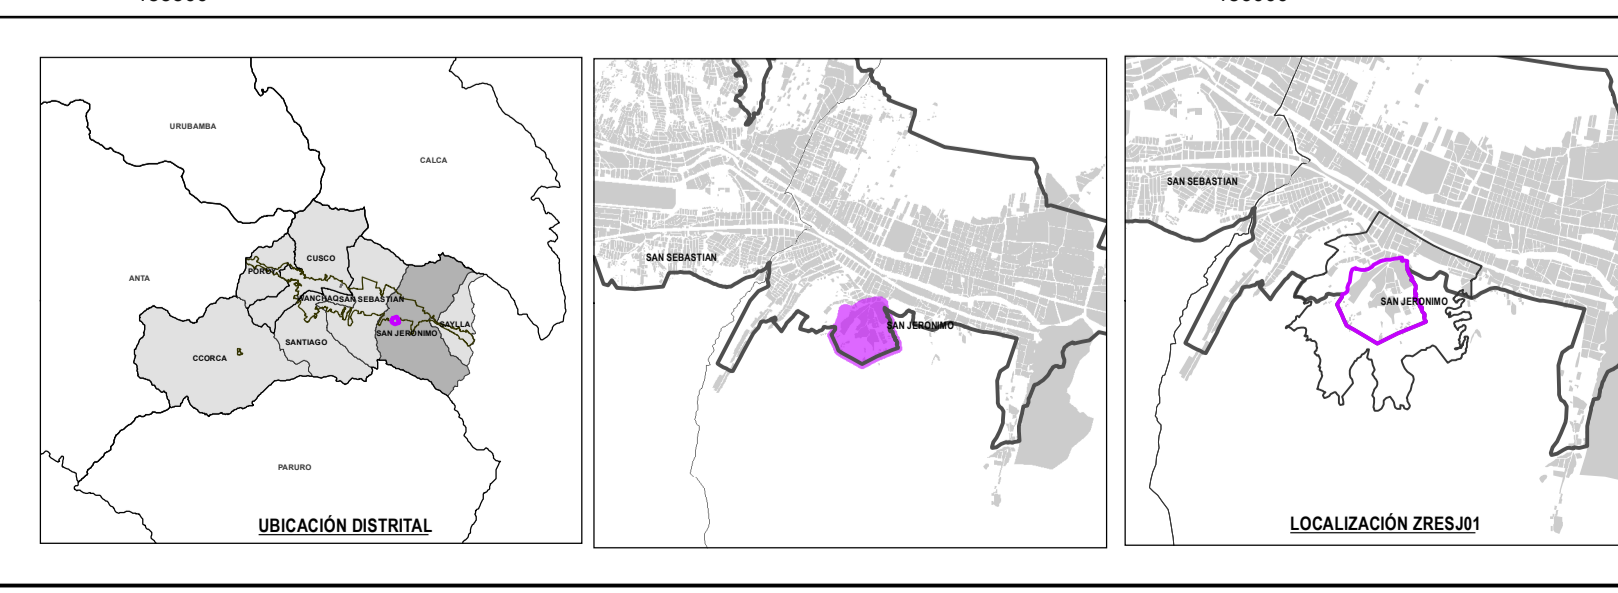 URUBAMBA
CALCA
ANTA
CUSCO
POROY
WANCHAQ
SAN SEBASTIAN
SAYLLA
SAN JERONIMO
SANTIAGO
CCORCA
PARURO
UBICACIÓN DISTRITAL
SAN SEBASTIAN
SAN JERONIMO
SAN SEBASTIAN
SAN JERONIMO
LOCALIZACIÓN ZRESJ01